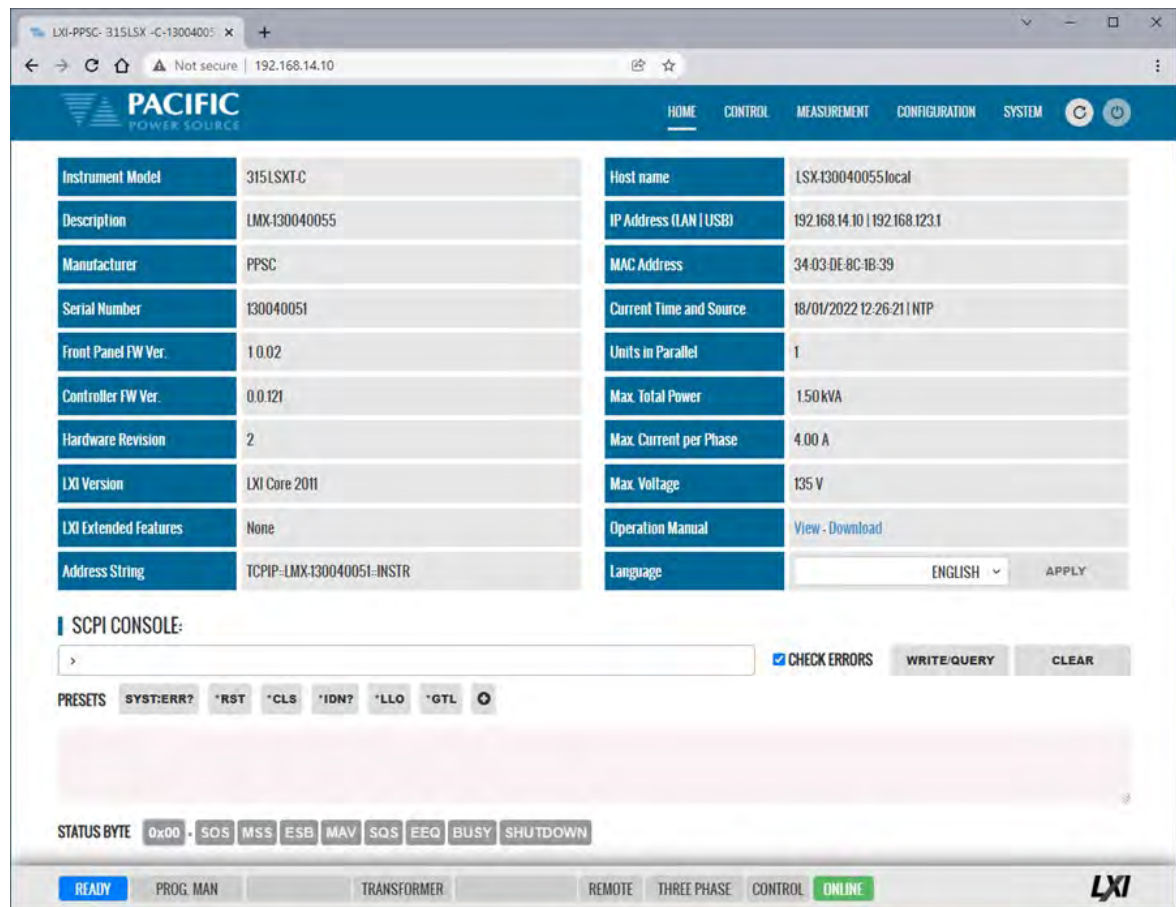 LXI-PPSC- 315LSX -C-13004005
Not secure | 192.168.14.10
PACIFIC
POWER SOURCE
HOME CONTROL MEASUREMENT CONFIGURATION SYSTEM
Instrument Model 315LSXT-C
Host name LSX-130040055.local
Description LMX-130040055
IP Address (LAN | USB) 192.168.14.10 | 192.168.123.1
Manufacturer PPSC
MAC Address 34-03-DE-8C-1B-39
Serial Number 130040051
Current Time and Source 18/01/2022 12:26:21 | NTP
Front Panel FW Ver. 1.0.02
Units in Parallel 1
Controller FW Ver. 0.0.121
Max. Total Power 1.50 kVA
Hardware Revision 2
Max. Current per Phase 4.00 A
LXI Version LXI Core 2011
Max. Voltage 135 V
LXI Extended Features None
Operation Manual View - Download
Address String TCPIP::LMX-130040051::INSTR
Language ENGLISH APPLY
SCPI CONSOLE:
> CHECK ERRORS WRITE/QUERY CLEAR
PRESETS SYST:ERR? *RST *CLS *IDN? *LLO *GTL
STATUS BYTE 0x00 - SOS MSS ESB MAV SQS EEQ BUSY SHUTDOWN
READY PROG. MAN TRANSFORMER REMOTE THREE PHASE CONTROL ONLINE LXI